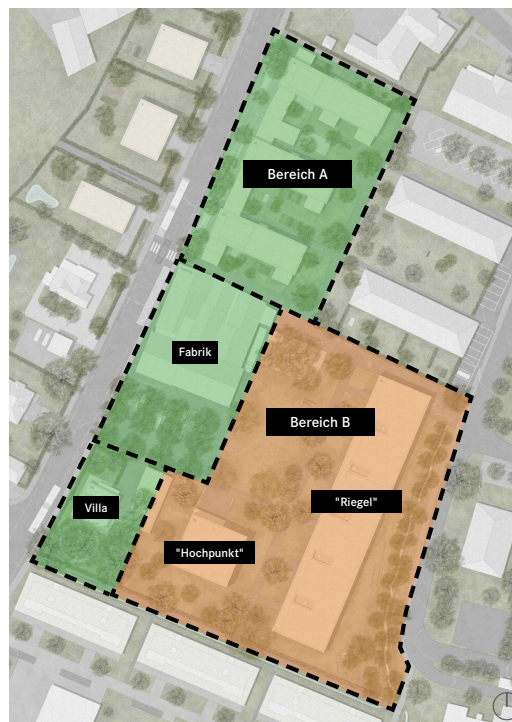 Bereich A
Fabrik
Bereich B
"Riegel"
Villa
"Hochpunkt"